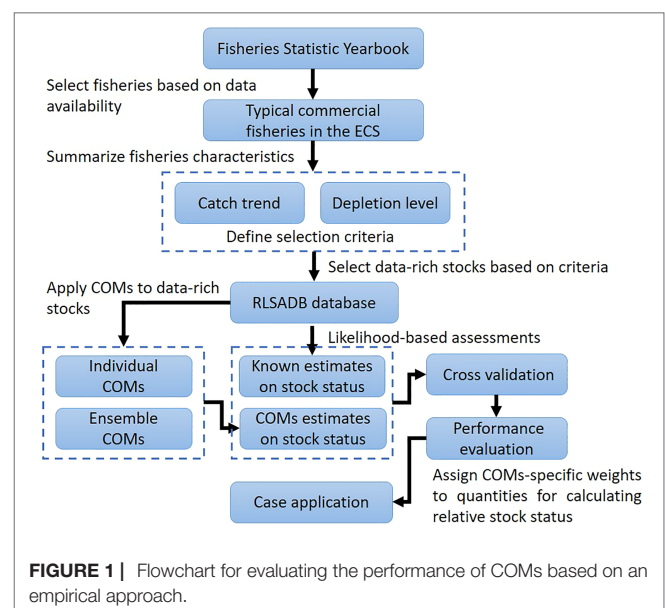 Fisheries Statistic Yearbook
Select fisheries based on data
availability
Typical commercial
fisheries in the ECS
Summarize fisheries characteristics
Catch trend
Depletion level
Define selection criteria
Select data-rich stocks based on criteria
Apply COMs to data-rich
stocks
RLSADB database
Likelihood-based assessments
Individual
COMs
Ensemble
COMs
Known estimates
on stock status
COMs estimates
on stock status
Cross validation
Performance
evaluation
Assign COMs-specific weights
to quantities for calculating
relative stock status
Case application
FIGURE 1 | Flowchart for evaluating the performance of COMs based on an
empirical approach.